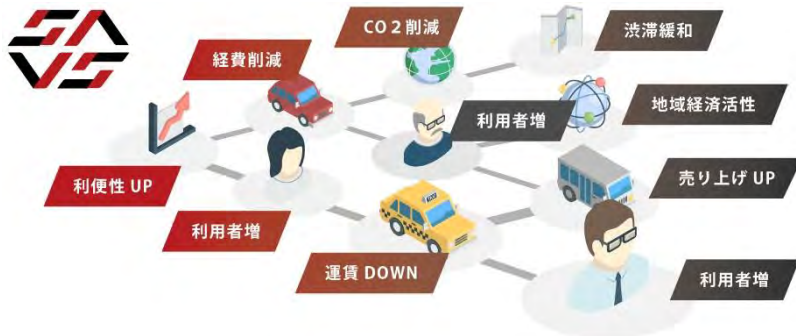 SAVS
CO2削減
渋滞緩和
経費削減
利用者増
地域経済活性
利便性 UP
売り上げ UP
利用者増
運賃 DOWN
利用者増